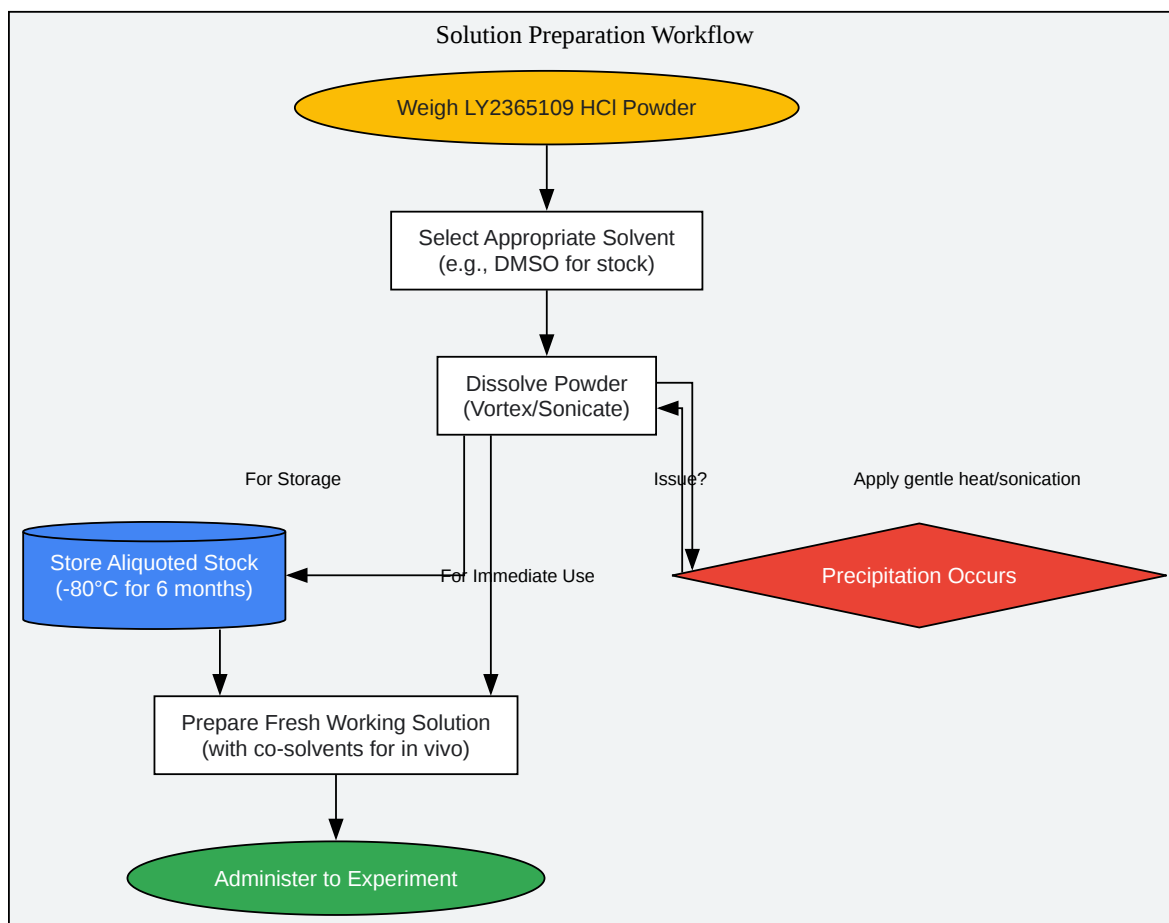 Solution Preparation Workflow
Weigh LY2365109 HCl Powder
Select Appropriate Solvent
(e.g., DMSO for stock)
Dissolve Powder
(Vortex/Sonicate)
For Storage
Issue?
Apply gentle heat/sonication
Store Aliquoted Stock
(-80°C for 6 months)
For Immediate Use
Precipitation Occurs
Prepare Fresh Working Solution
(with co-solvents for in vivo)
Administer to Experiment